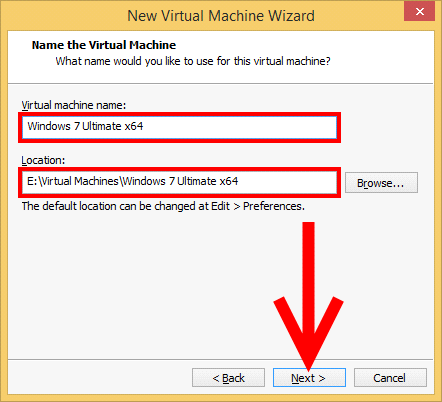 New Virtual Machine Wizard
Name the Virtual Machine
What name would you like to use for this virtual machine?
Virtual machine name:
Windows 7 Ultimate x64
Location:
E:\Virtual Machines\Windows 7 Ultimate x64
Browse...
The default location can be changed at Edit > Preferences.
< Back Next > Cancel